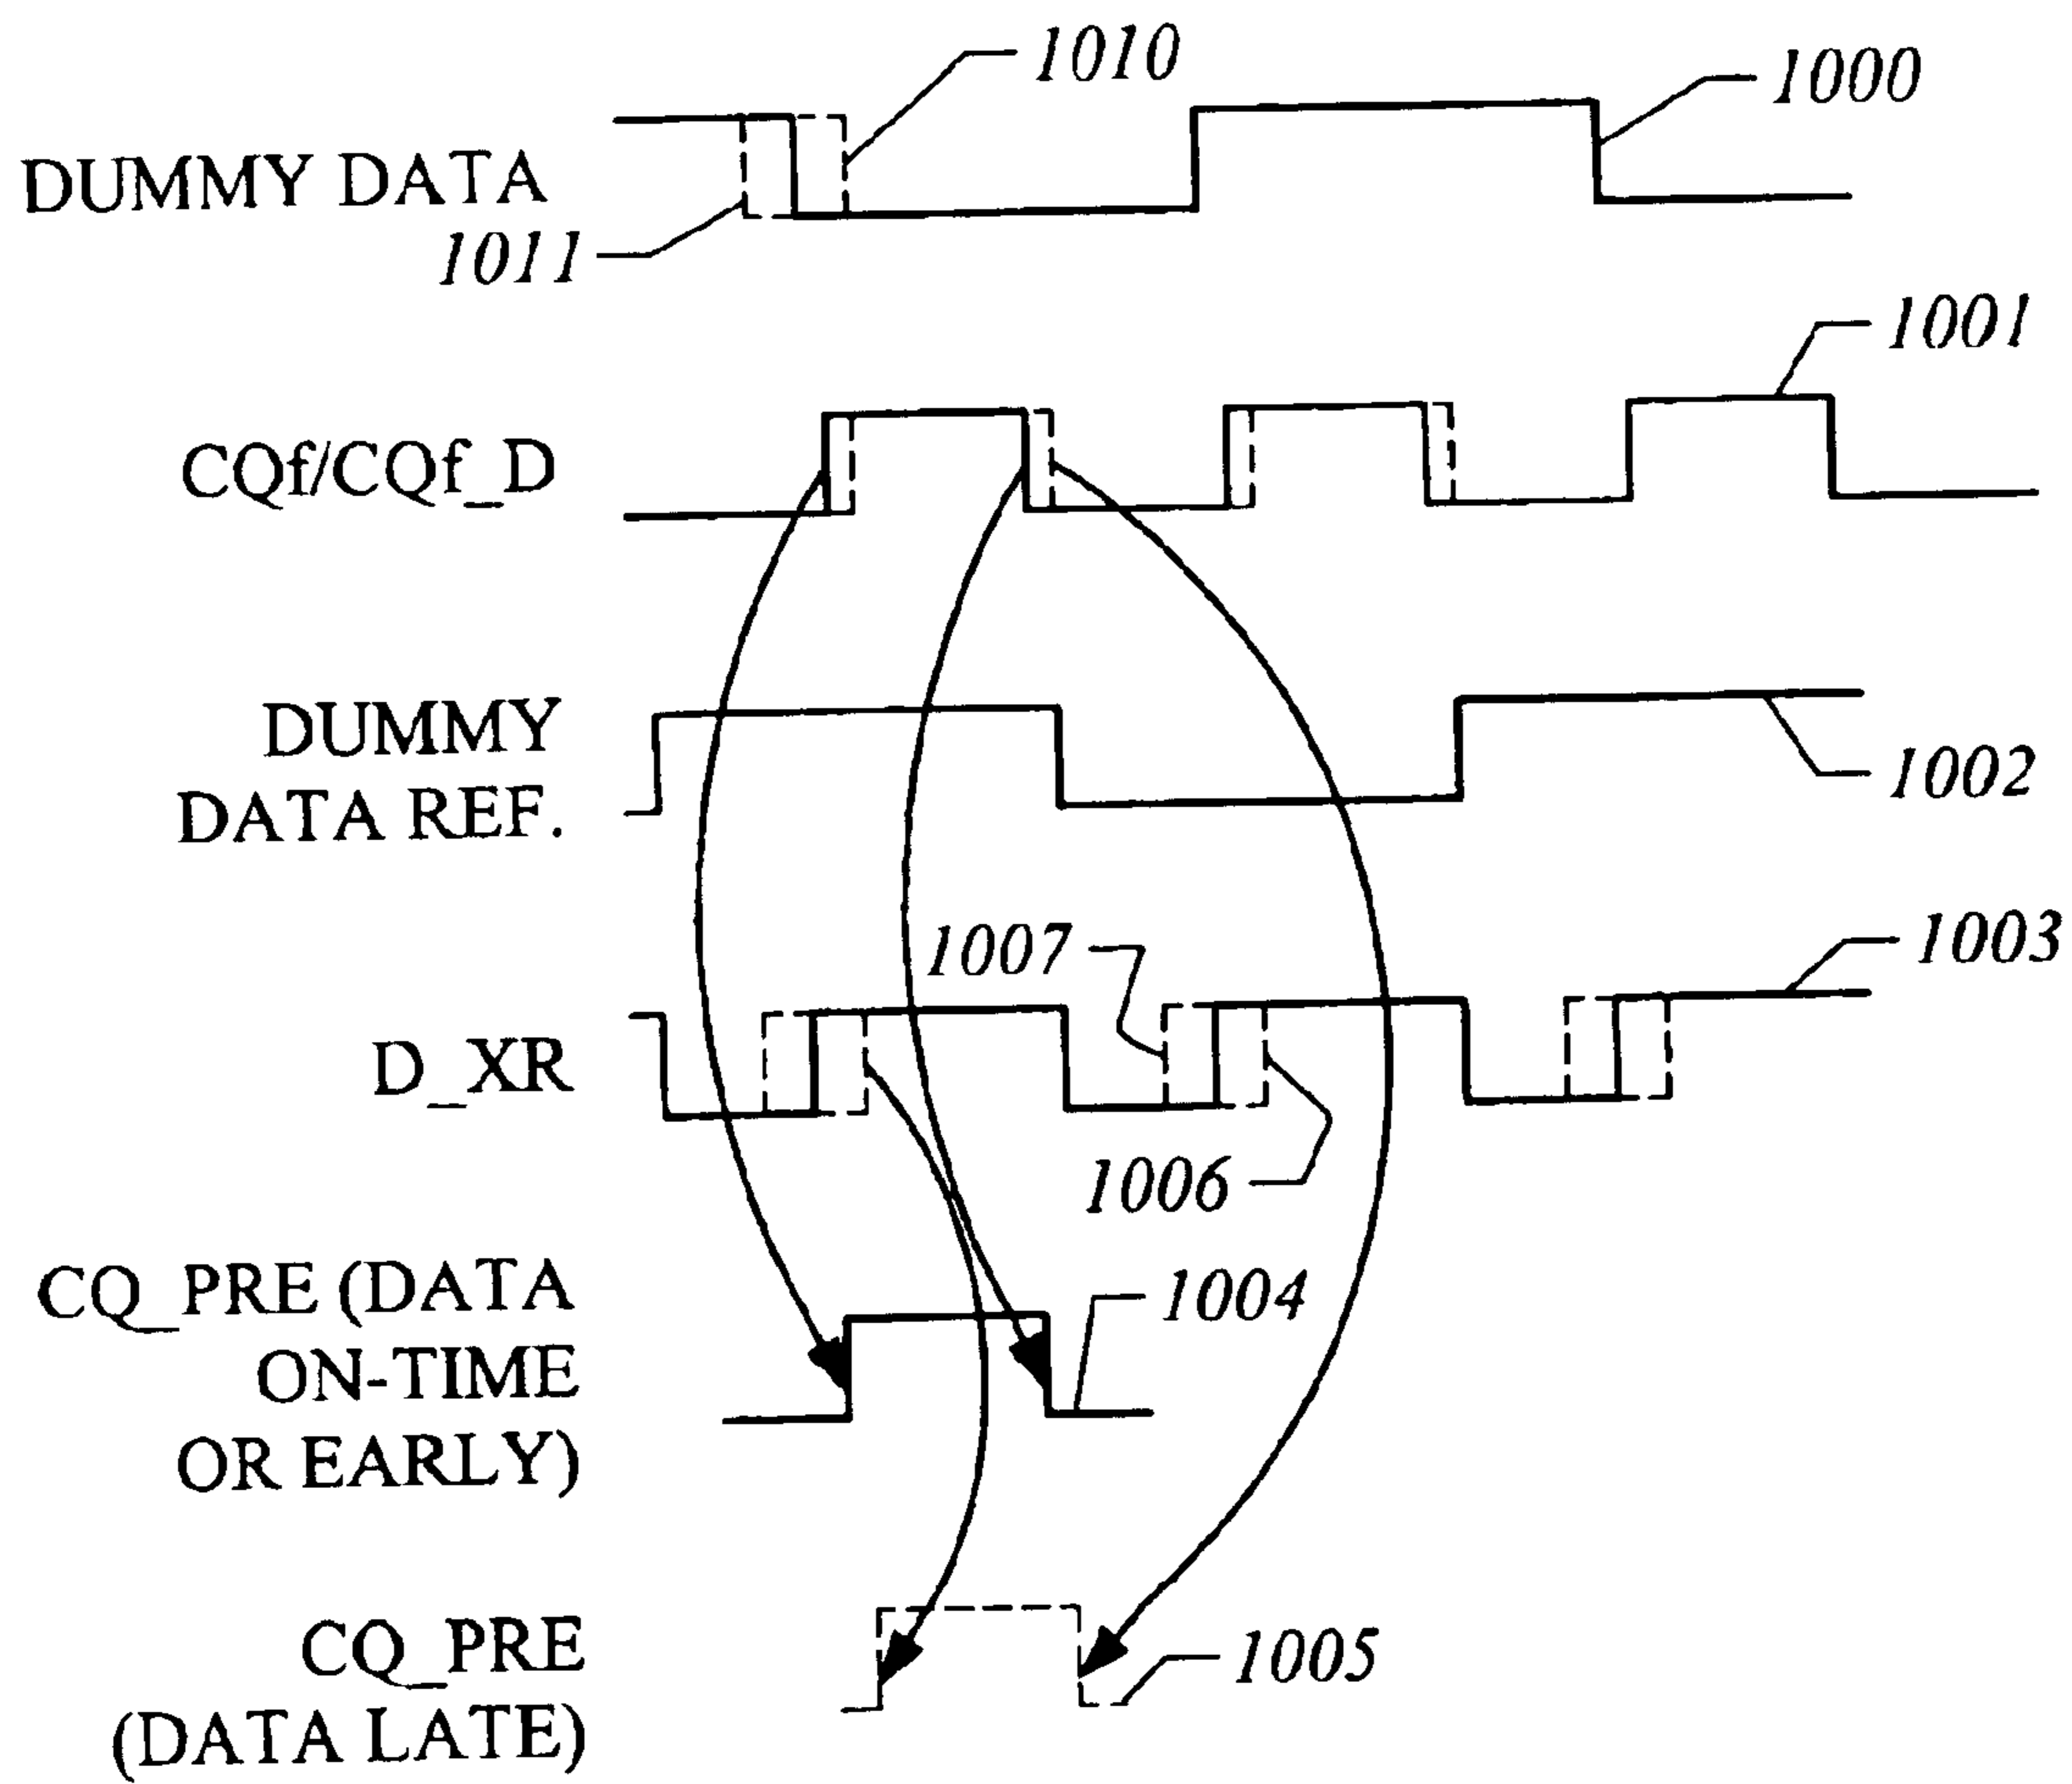 1010
1000
DUMMY DATA
1011
1001
CQf/CQf_D
DUMMY
DATA REF.
1002
1007
1003
D_XR
1006
CQ_PRE (DATA
ON-TIME
OR EARLY)
1004
CQ_PRE
(DATA LATE)
1005